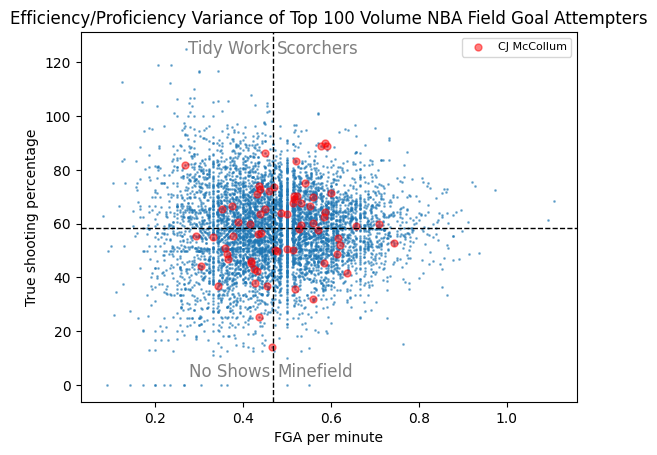 Efficiency/Proficiency Variance of Top 100 Volume NBA Field Goal Attempters
Tidy Work
Scorchers
CJ McCollum
120
100
80
60
40
20
0
True shooting percentage
No Shows
Minefield
0.2
0.4
0.6
0.8
1.0
FGA per minute